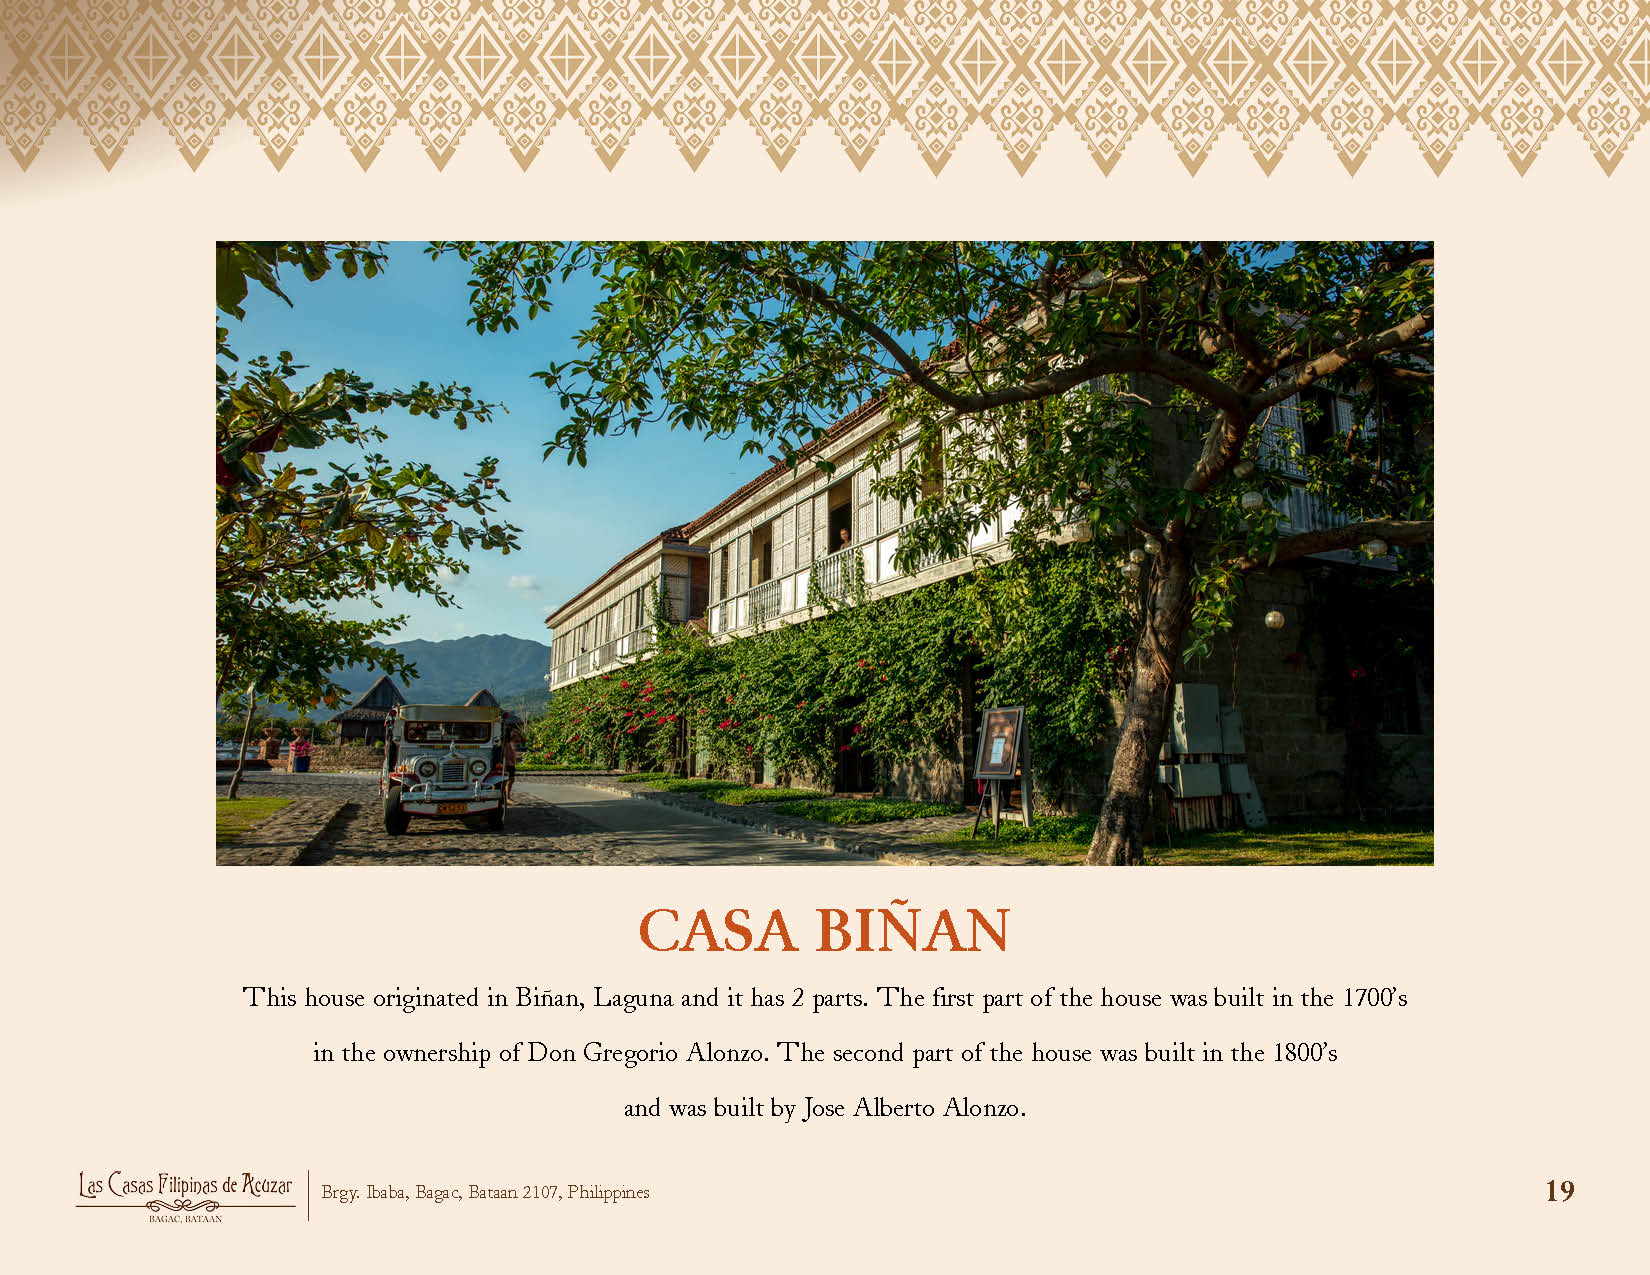 CASA BIÑAN
This house originated in Biñan, Laguna and it has 2 parts. The first part of the house was built in the 1700's
in the ownership of Don Gregorio Alonzo. The second part of the house was built in the 1800's
and was built by Jose Alberto Alonzo.
Las Casas Filipinas de Acuzar
BAGAC, BATAAN
Brgy. Ibaba, Bagac, Bataan 2107, Philippines
19